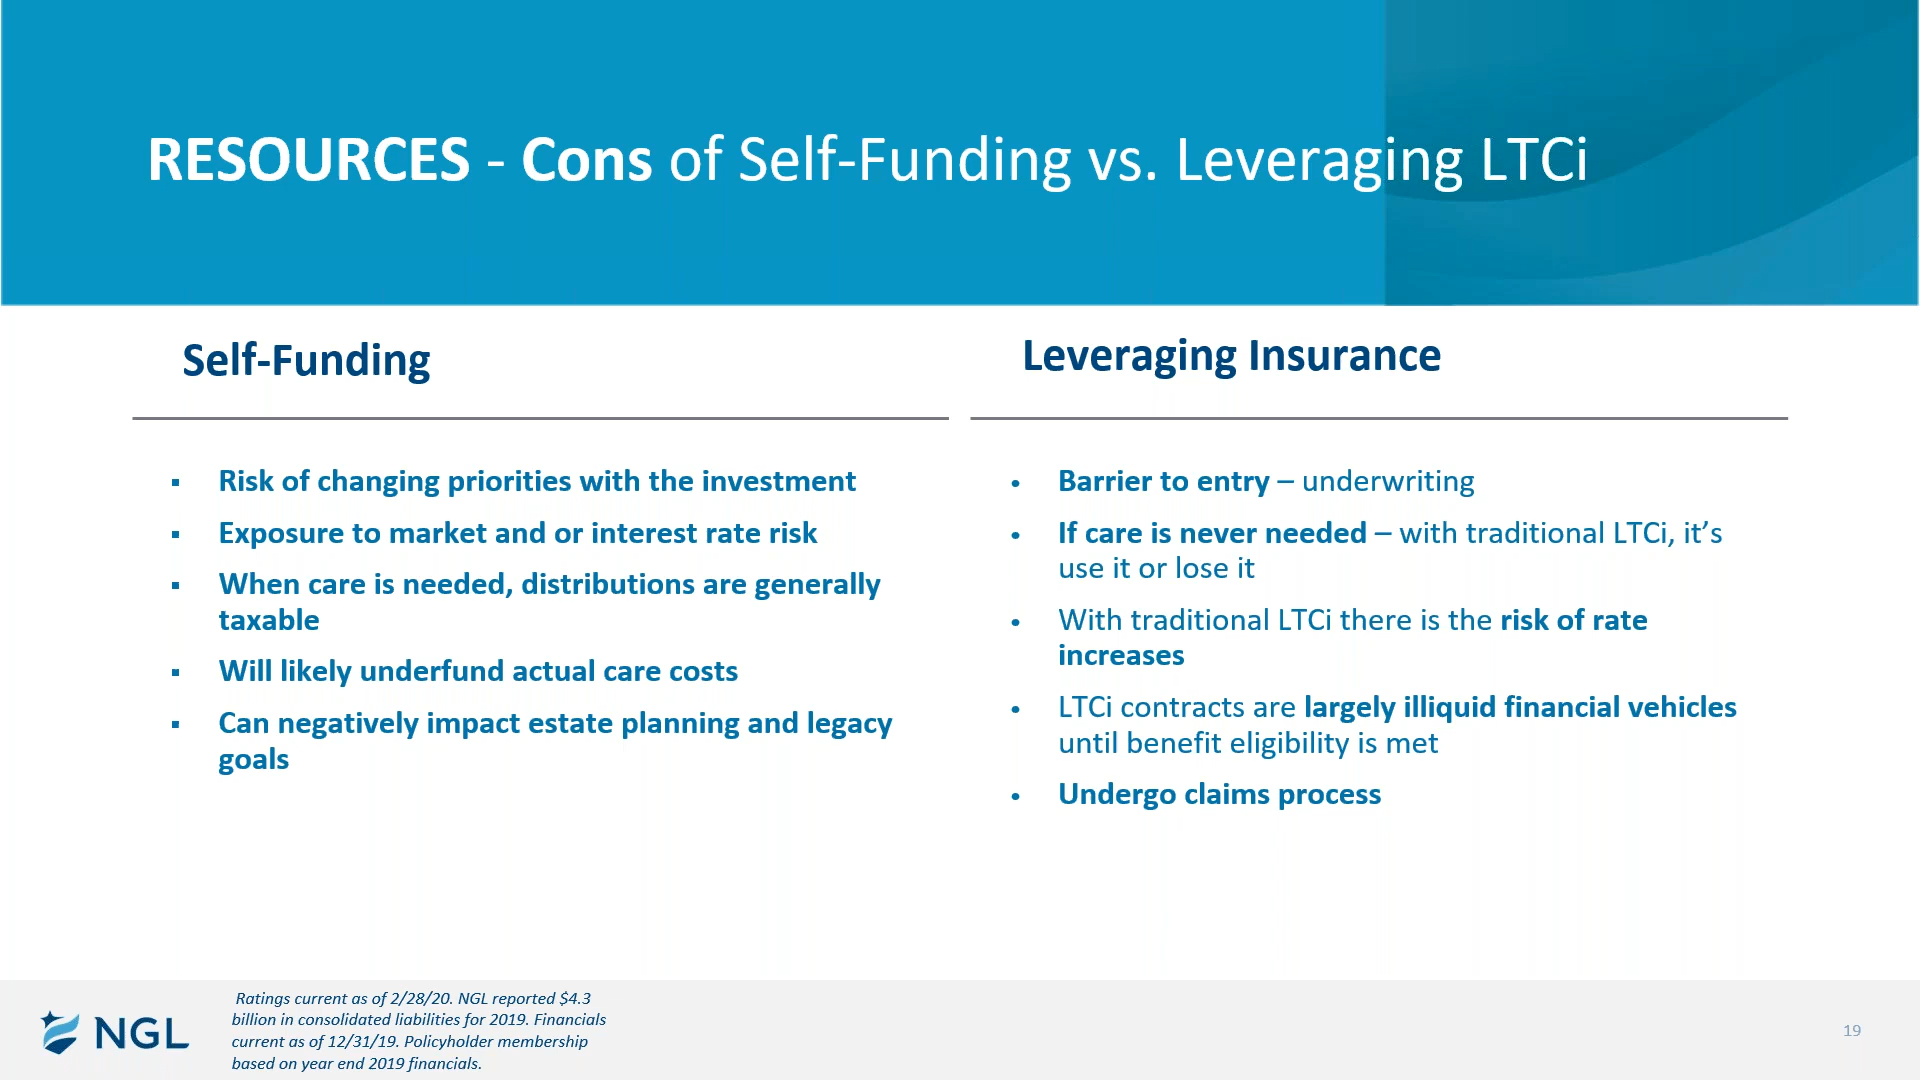 RESOURCES - Cons of Self-Funding vs. Leveraging LTCi
Self-Funding
▪ Risk of changing priorities with the investment
▪ Exposure to market and or interest rate risk
▪ When care is needed, distributions are generally
taxable
▪ Will likely underfund actual care costs
▪ Can negatively impact estate planning and legacy
goals
Leveraging Insurance
• Barrier to entry – underwriting
• If care is never needed – with traditional LTCi, it’s
use it or lose it
• With traditional LTCi there is the risk of rate
increases
• LTCi contracts are largely illiquid financial vehicles
until benefit eligibility is met
• Undergo claims process
NGL
Ratings current as of 2/28/20. NGL reported $4.3
billion in consolidated liabilities for 2019. Financials
current as of 12/31/19. Policyholder membership
based on year end 2019 financials.
19